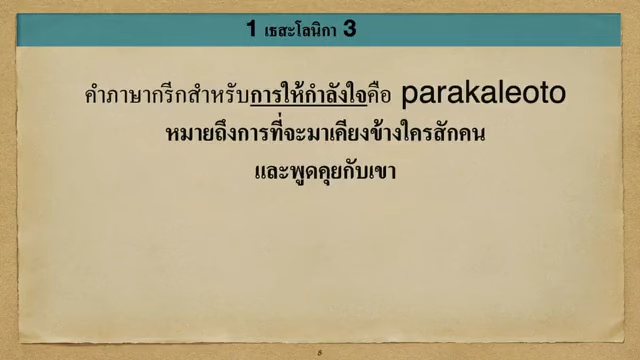 1 เธสะโลนิกา 3
คำภาษากรีกสำหรับการให้กำลังใจคือ parakaleoto
หมายถึงการที่จะมาเคียงข้างใครสักคน
และพูดคุยกับเขา
8